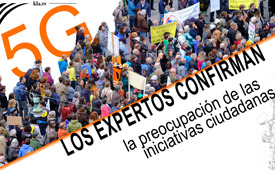 kla.tv
5G
LOS EXPERTOS CONFIRMAN
la preocupación de las
iniciativas ciudadanas